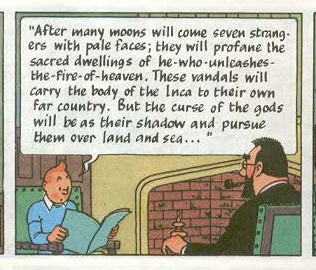 "After many moons will come seven strang-
ers with pale faces; they will profane the
sacred dwellings of he-who-unleashes-
the-fire-of-heaven. These vandals will
carry the body of the Inca to their own
far country. But the curse of the gods
will be as their shadow and pursue
them over land and sea... "